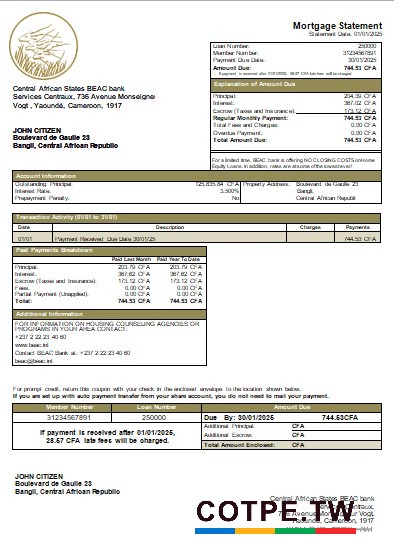 Mortgage Statement
Statement Date: 01/01/2025
Loan Number. 250000
Member Number. 31234567891
Payment Due Date. 30/01/2025
Amount Due: 744.53 CFA
If payment is received after 01/01/2025, 28.57 CFA late fees will be charged.
Explanation of Amount Due
Principal: 204.39 CFA
Interest: 367.02 CFA
Escrow (Taxes and Insurance). 173.12 CFA
Regular Monthly Payment: 744.53 CFA
Total Fees and Charges. 0.00 CFA
Overdue Payment. 0.00 CFA
Total Amount Due: 744.53 CFA
For a limited time, BEAC bank is offering NO CLOSING COSTS on Home
Equity Loans. In addition, rates are at some of the lowest ever!
Central African States BEAC bank
Services Centraux, 736 Avenue Monseigneu
Vogt , Yaoundé, Cameroon, 1917
JOHN CITIZEN
Boulevard de Gaulle 23
Bangli, Central African Republic
Account Information
Outstanding Principal. 125,835.84 CFA Property Address: Boulevard de Gaulle 23
Interest Rate. 3.500% Bangli,
Prepayment Penalty. No Central African Republi
Transaction Activity (01/01 to 31/01)
Date Description Charges Payments
01/01 Payment Received Due Date 30/01/25 744.53 CFA
Past Payments Breakdown
Paid Last Month Paid Year To Date
Principal: 203.79 CFA 203.79 CFA
Interest. 367.62 CFA 367.62 CFA
Escrow (Taxes and Insurance). 173.12 CFA 173.12 CFA
Fees. 0.00 CFA 0.00 CFA
Partial Payment (Unapplied). 0.00 CFA 0.00 CFA
Total: 744.53 CFA 744.53 CFA
Additional Information
FOR INFORMATION ON HOUSING COUNSELING AGENCIES OR
PROGRAMS IN YOUR AREA CONTACT.
+237 2 22 23 40 60
www.beac.int
Contact BEAC Bank at. +237 2 22 23 40 60
beac@beac.int
For prompt credit, return this coupon with your check in the enclosed envelope to the location shown below.
If you are set up with auto payment transfer from your share account, you do not need to mail your payment.
Member Number Loan Number Amount Due
31234567891 250000 Due By: 30/01/2025 744.53CFA
If payment is received after 01/01/2025,
28.57 CFA late fees will be charged.
Additional Principal. CFA
Additional Escrow. CFA
Total Amount Enclosed: CFA
JOHN CITIZEN
Boulevard de Gaulle 23
Bangli, Central African Republic
Central African States BEAC bank
Services Centraux,
Vogt,
Cameroon, 1917
COTPE.TW